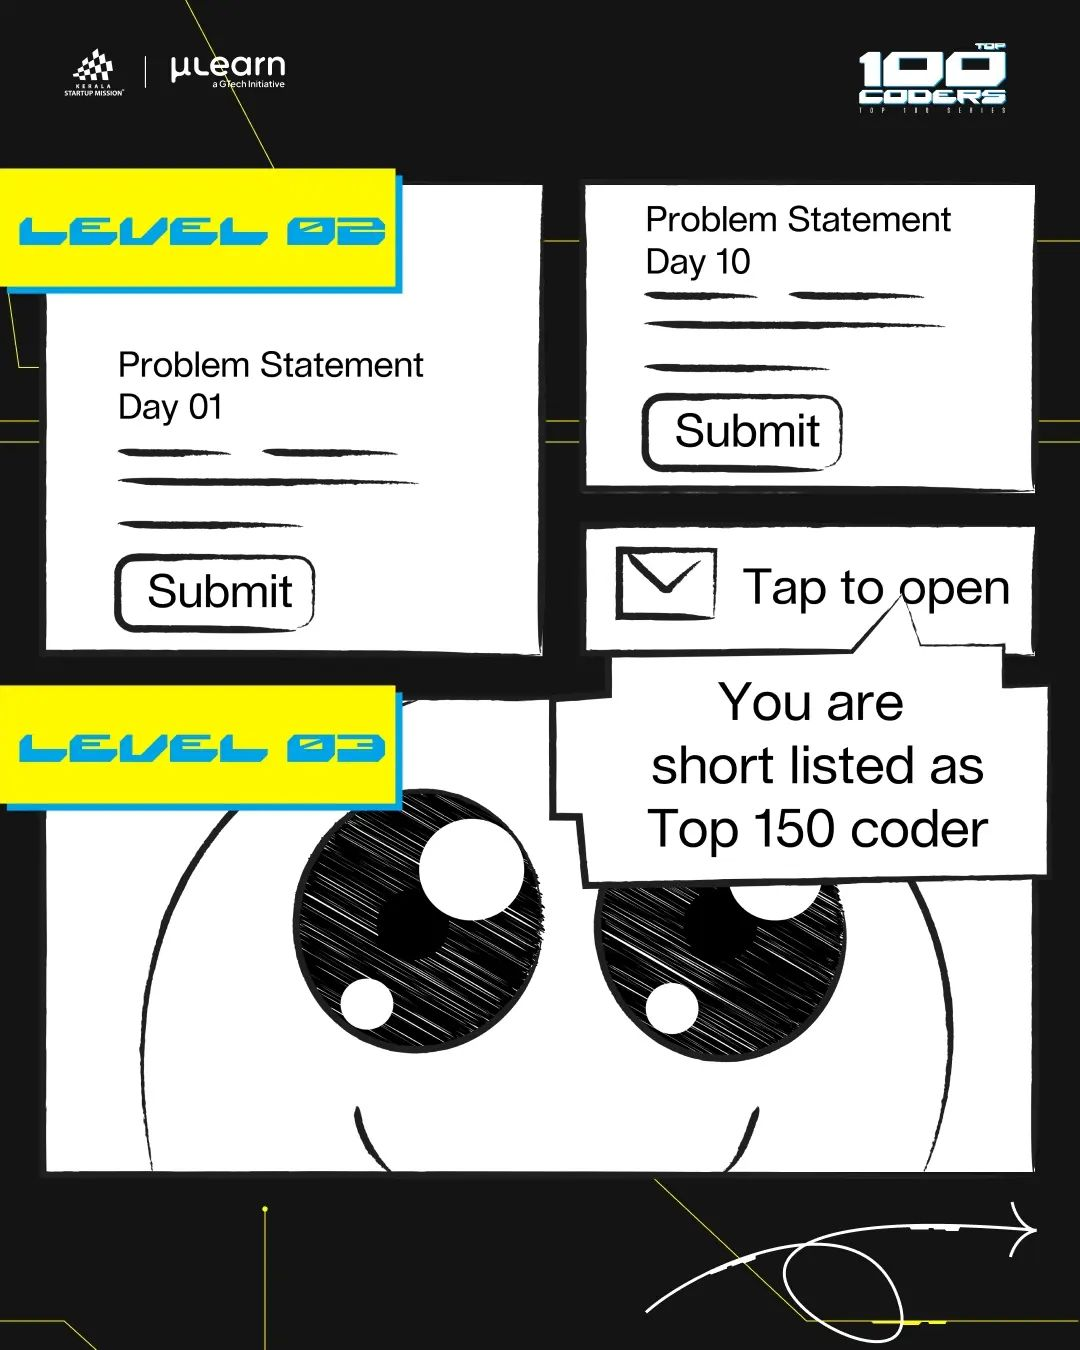 KERALA
STARTUP MISSION
µLearn
a GTech Initiative
TOP
100
CODERS
TOP 100 SERIES
LEVEL 02
Problem Statement
Day 01
Submit
Problem Statement
Day 10
Submit
Tap to open
You are
short listed as
Top 150 coder
LEVEL 03